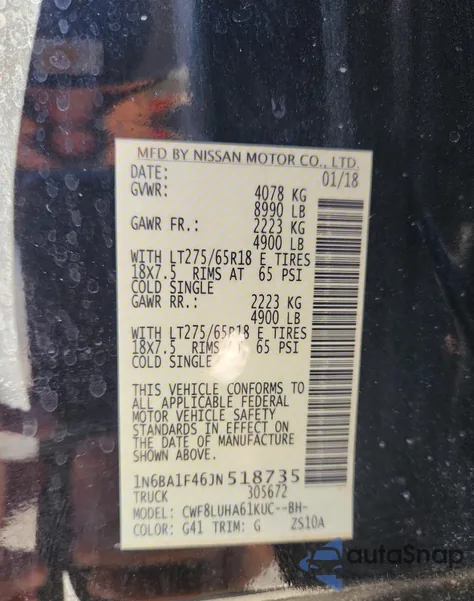 MFD BY NISSAN MOTOR CO., LTD.
DATE: 01/18
GVWR: 4078 KG
8990 LB
GAWR FR.: 2223 KG
4900 LB
WITH LT275/65R18 E TIRES
18X7.5 RIMS AT 65 PSI
COLD SINGLE
GAWR RR.: 2223 KG
4900 LB
WITH LT275/65R18 E TIRES
18X7.5 RIMS AT 65 PSI
COLD SINGLE
THIS VEHICLE CONFORMS TO
ALL APPLICABLE FEDERAL
MOTOR VEHICLE SAFETY
STANDARDS IN EFFECT ON
THE DATE OF MANUFACTURE
SHOWN ABOVE.
1N6BA1F46JN518735
TRUCK 305672
MODEL: CWF8LUHA61KUC--BH-
COLOR: G41 TRIM: G ZS10A
autoSnap